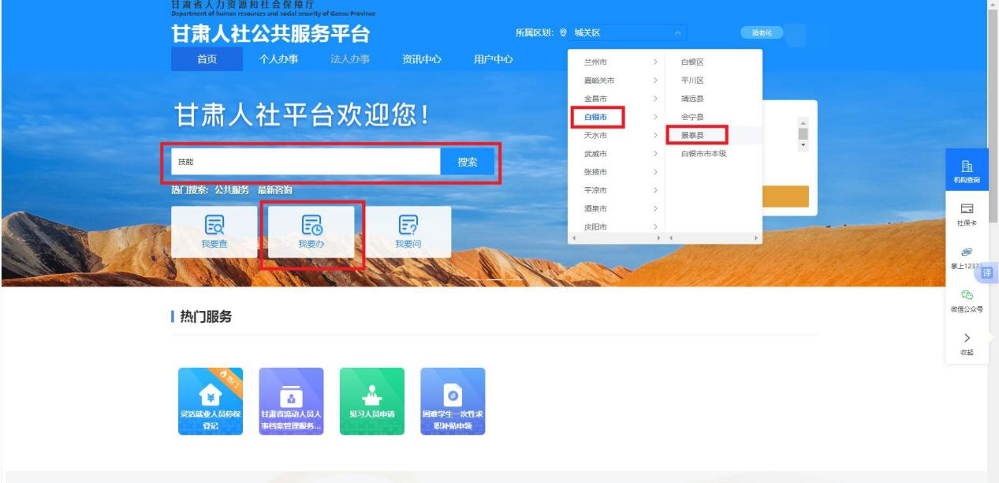 甘肃省人力资源和社会保障厅
Department of human resources and social security of Gansu Province
甘肃人社公共服务平台
所属区划: 城关区
适老化
首页 个人办事 法人办事 资讯中心 用户中心
兰州市 白银区
嘉峪关市 平川区
金昌市 靖远县
白银市 会宁县
天水市 景泰县
武威市 白银市市本级
张掖市
平凉市
酒泉市
庆阳市
甘肃人社平台欢迎您!
技能 搜索
热门搜索: 公共服务 最新咨询
我要查 我要办 我要问
机构查询
社保卡
掌上1233
译
微信公众号
收起
热门服务
热门
灵活就业人员停保
登记
甘肃省流动人员人
事档案管理服务...
见习人员申请
困难学生一次性求
职补贴申领